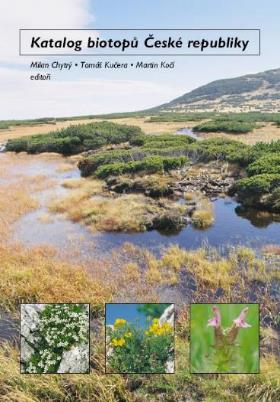 Katalog biotopů České republiky
Milan Chytrý • Tomáš Kučera • Martin Kočí
editoři